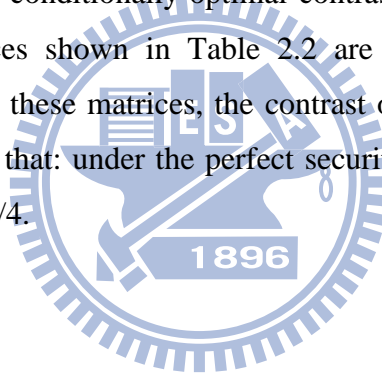 conditionally optimal contra
ces shown in Table 2.2 are
these matrices, the contrast o
that: under the perfect securi
/4.
E S A
1896